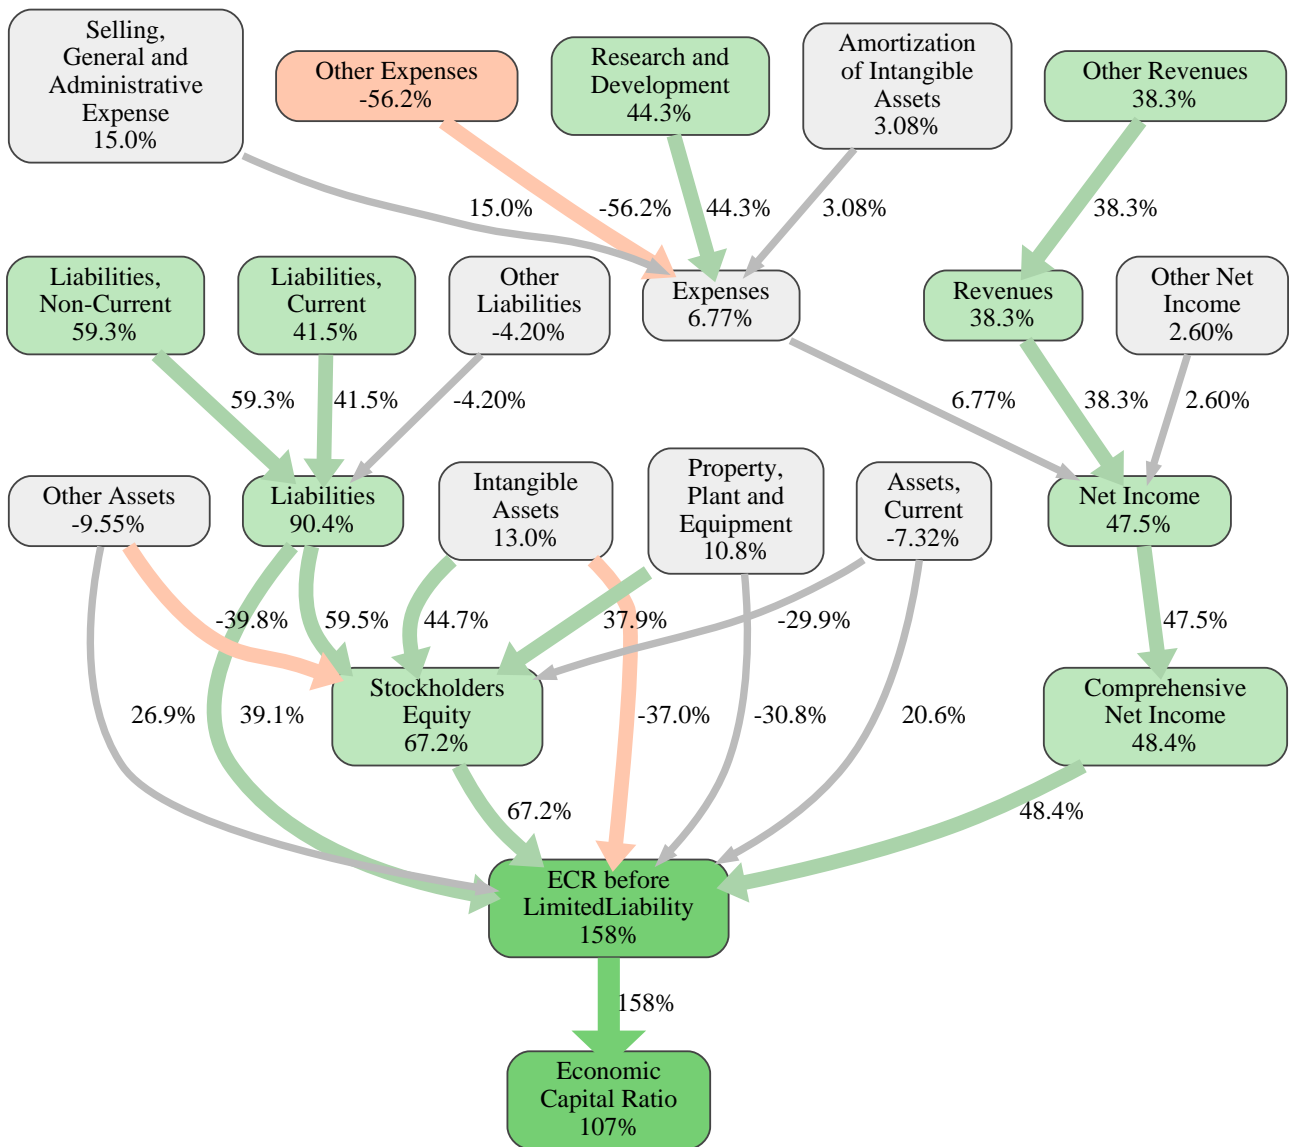 Selling,
General and
Administrative
Expense
15.0%
Other Expenses
-56.2%
Research and
Development
44.3%
Amortization
of Intangible
Assets
3.08%
Other Revenues
38.3%
15.0%
-56.2%
44.3%
3.08%
38.3%
Liabilities,
Non-Current
59.3%
Liabilities,
Current
41.5%
Other
Liabilities
-4.20%
Expenses
6.77%
Revenues
38.3%
Other Net
Income
2.60%
59.3%
41.5%
-4.20%
6.77%
38.3%
2.60%
Other Assets
-9.55%
Liabilities
90.4%
Intangible
Assets
13.0%
Property,
Plant and
Equipment
10.8%
Assets,
Current
-7.32%
Net Income
47.5%
-39.8%
59.5%
44.7%
37.9%
-29.9%
47.5%
Stockholders
Equity
67.2%
Comprehensive
Net Income
48.4%
26.9%
39.1%
-37.0%
-30.8%
20.6%
67.2%
48.4%
ECR before
LimitedLiability
158%
158%
Economic
Capital Ratio
107%